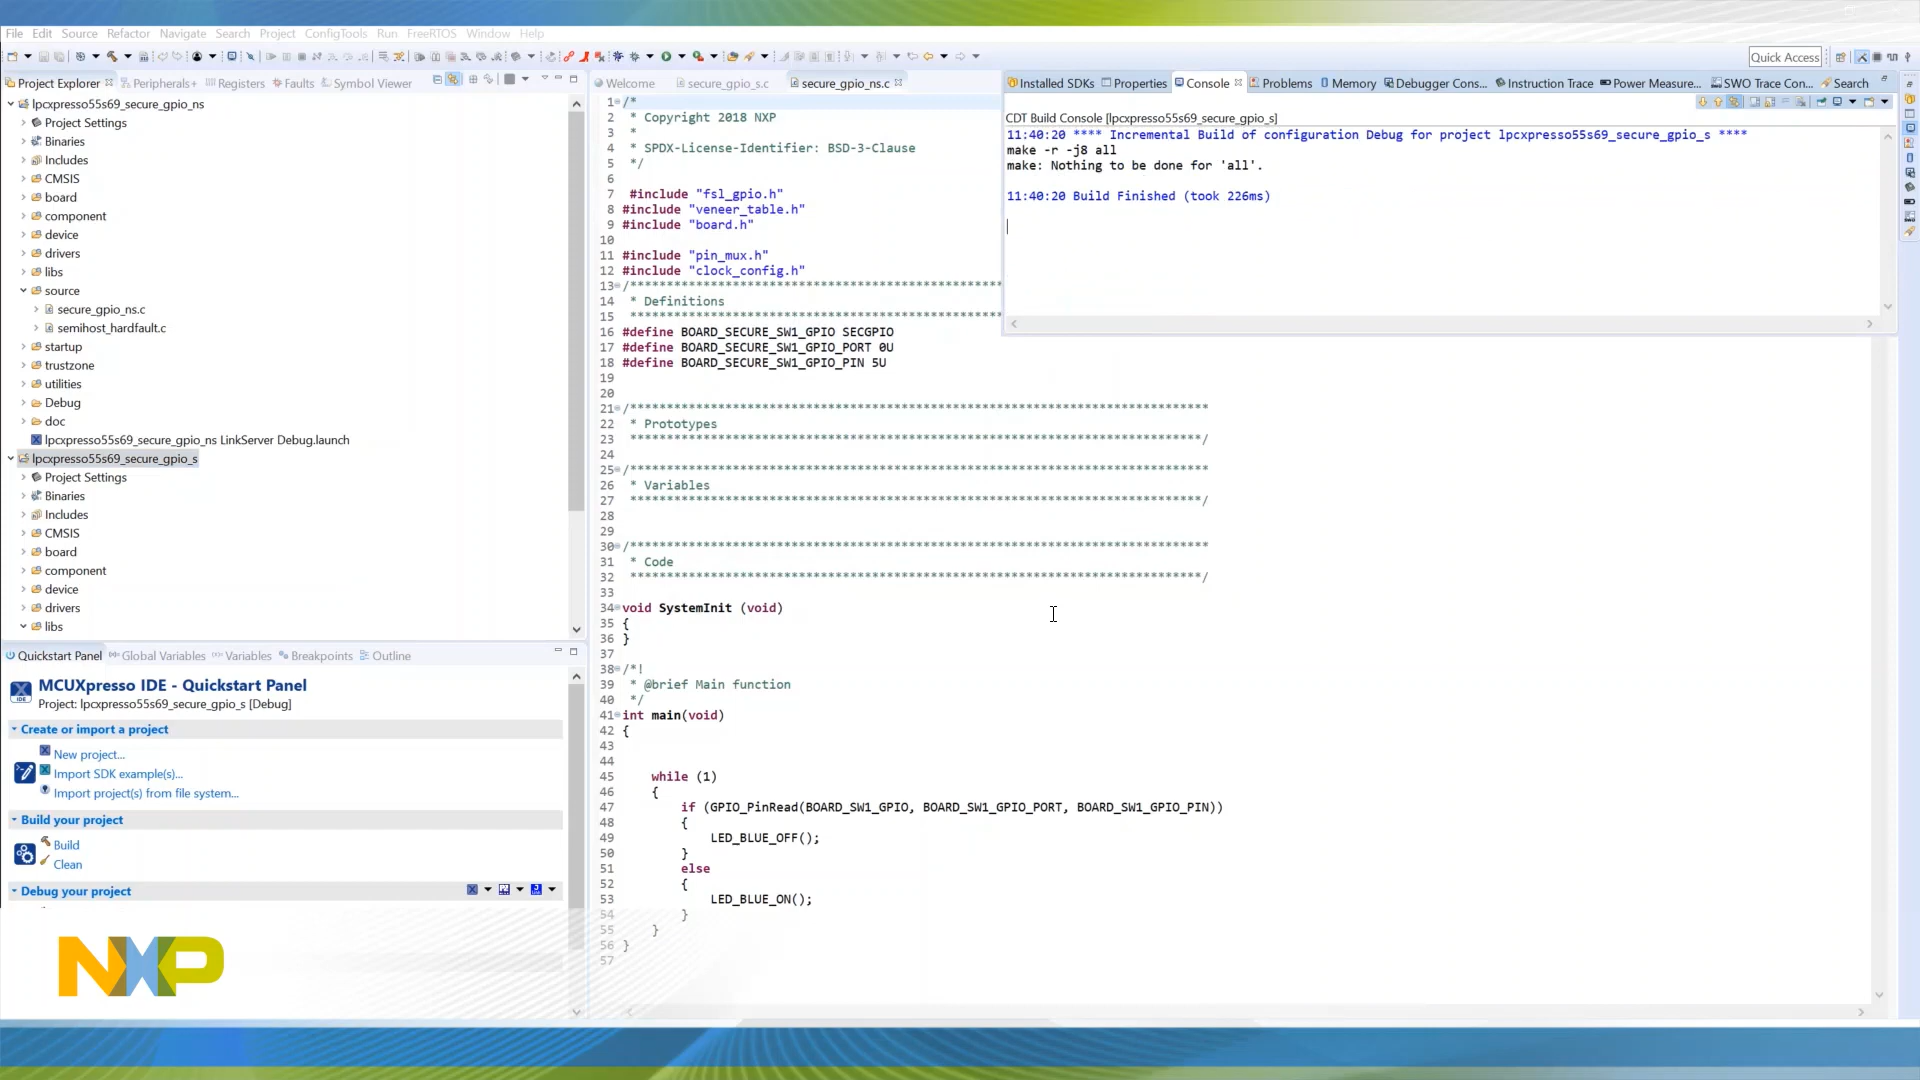 File Edit Source Refactor Navigate Search Project ConfigTools Run FreeRTOS Window Help
Quick Access
Project Explorer Peripherals+ Registers Faults Symbol Viewer
lpcxpresso55s69_secure_gpio_ns
Project Settings
Binaries
Includes
CMSIS
board
component
device
drivers
libs
source
secure_gpio_ns.c
semihost_hardfault.c
startup
trustzone
utilities
Debug
doc
lpcxpresso55s69_secure_gpio_ns LinkServer Debug.launch
lpcxpresso55s69_secure_gpio_s
Project Settings
Binaries
Includes
CMSIS
board
component
device
drivers
libs
Quickstart Panel Global Variables Variables Breakpoints Outline
MCUXpresso IDE - Quickstart Panel
Project: lpcxpresso55s69_secure_gpio_s [Debug]
Create or import a project
New project...
Import SDK example(s)...
Import project(s) from file system...
Build your project
Build
Clean
Debug your project
NXP
Welcome secure_gpio_s.c secure_gpio_ns.c
1 /*
2 * Copyright 2018 NXP
3 *
4 * SPDX-License-Identifier: BSD-3-Clause
5 */
6
7 #include "fsl_gpio.h"
8 #include "veneer_table.h"
9 #include "board.h"
10
11 #include "pin_mux.h"
12 #include "clock_config.h"
13 /***************************************************
14 * Definitions
15 ***************************************************
16 #define BOARD_SECURE_SW1_GPIO SECGPIO
17 #define BOARD_SECURE_SW1_GPIO_PORT 0U
18 #define BOARD_SECURE_SW1_GPIO_PIN 5U
19
20
21 /*******************************************************************************
22 * Prototypes
23 ******************************************************************************/
24
25 /*******************************************************************************
26 * Variables
27 ******************************************************************************/
28
29
30 /*******************************************************************************
31 * Code
32 ******************************************************************************/
33
34 void SystemInit (void)
35 {
36 }
37
38 /*!
39 * @brief Main function
40 */
41 int main(void)
42 {
43
44
45 while (1)
46 {
47 if (GPIO_PinRead(BOARD_SW1_GPIO, BOARD_SW1_GPIO_PORT, BOARD_SW1_GPIO_PIN))
48 {
49 LED_BLUE_OFF();
50 }
51 else
52 {
53 LED_BLUE_ON();
54 }
55 }
56 }
57
Installed SDKs Properties Console Problems Memory Debugger Cons... Instruction Trace Power Measure... SWO Trace Con... Search
CDT Build Console [lpcxpresso55s69_secure_gpio_s]
11:40:20 **** Incremental Build of configuration Debug for project lpcxpresso55s69_secure_gpio_s ****
make -r -j8 all
make: Nothing to be done for 'all'.
11:40:20 Build Finished (took 226ms)